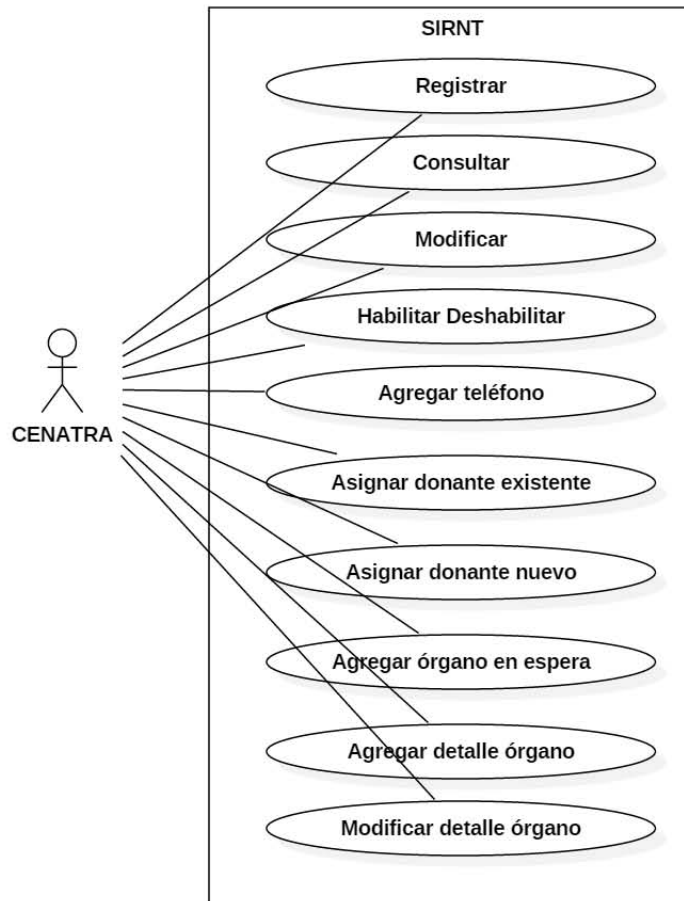 SIRNT
Registrar
Consultar
Modificar
Habilitar Deshabilitar
Agregar teléfono
CENATRA
Asignar donante existente
Asignar donante nuevo
Agregar órgano en espera
Agregar detalle órgano
Modificar detalle órgano